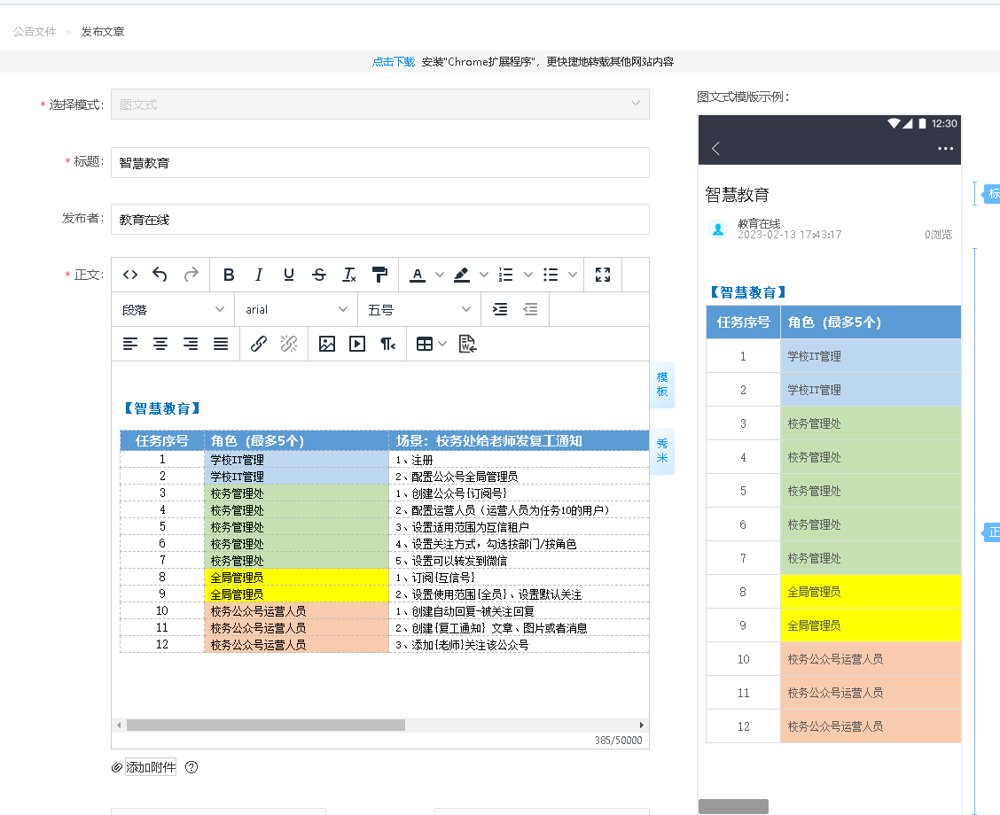 公告文件 » 发布文章
点击下载 安装"Chrome扩展程序"，更快捷地转载其他网站内容
* 选择模式: 图文式
* 标题: 智慧教育
发布者: 教育在线
* 正文:
段落 arial 五号
模板
秀米
【智慧教育】
任务序号 角色（最多5个） 场景：校务处给老师发复工通知
1 学校IT管理 1、注册
2 学校IT管理 2、配置公众号全局管理员
3 校务管理处 1、创建公众号{订阅号}
4 校务管理处 2、配置运营人员（运营人员为任务10的用户）
5 校务管理处 3、设置适用范围为互信租户
6 校务管理处 4、设置关注方式，勾选按部门/按角色
7 校务管理处 5、设置可以转发到微信
8 全局管理员 1、订阅{互信号}
9 全局管理员 2、设置使用范围{全员}、设置默认关注
10 校务公众号运营人员 1、创建自动回复-被关注回复
11 校务公众号运营人员 2、创建{复工通知} 文章、图片或者消息
12 校务公众号运营人员 3、添加{老师}关注该公众号
385/50000
添加附件
图文式模版示例：
12:30
智慧教育
教育在线
2023-02-13 17:43:17 0浏览
【智慧教育】
任务序号 角色（最多5个）
1 学校IT管理
2 学校IT管理
3 校务管理处
4 校务管理处
5 校务管理处
6 校务管理处
7 校务管理处
8 全局管理员
9 全局管理员
10 校务公众号运营人员
11 校务公众号运营人员
12 校务公众号运营人员
标
正